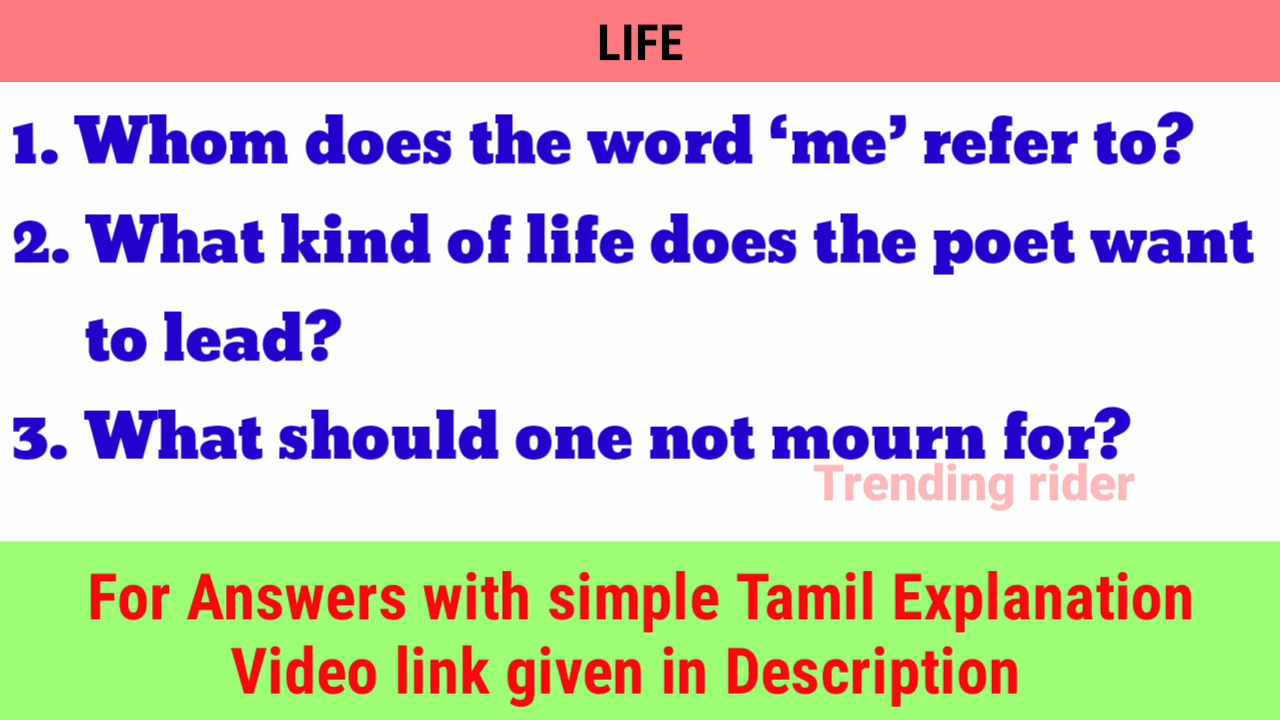 LIFE
1. Whom does the word ‘me’ refer to?
2. What kind of life does the poet want
to lead?
3. What should one not mourn for?
Trending rider
For Answers with simple Tamil Explanation
Video link given in Description